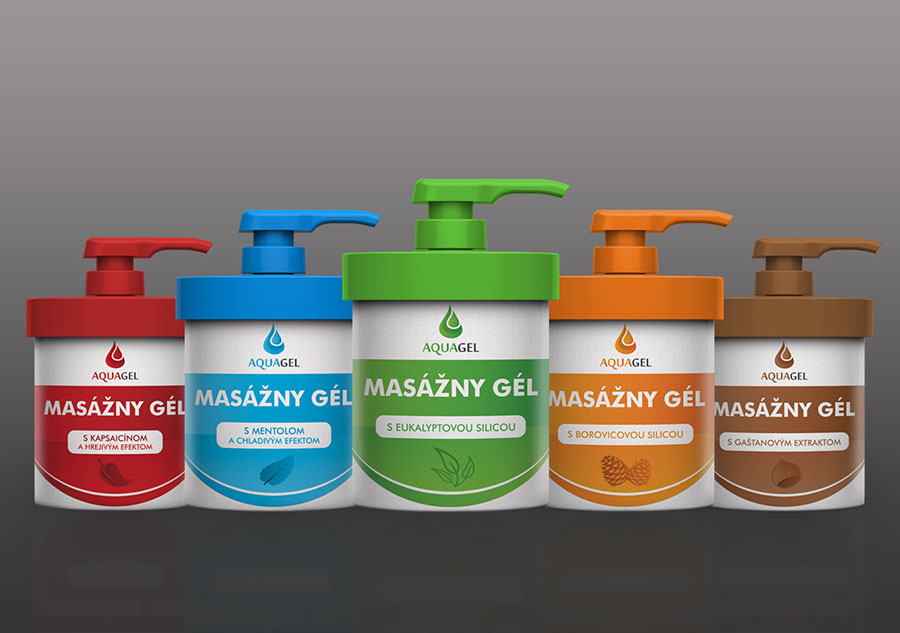 AQUAGEL
MASÁŽNY GÉL
S KAPSAICÍNOM
A HREJIVÝM EFEKTOM
AQUAGEL
MASÁŽNY GÉL
S MENTOLOM
A CHLADIVÝM EFEKTOM
AQUAGEL
MASÁŽNY GÉL
S EUKALYPTOVOU SILICOU
AQUAGEL
MASÁŽNY GÉL
S BOROVICOVOU SILICOU
AQUAGEL
MASÁŽNY GÉL
S GAŠTANOVÝM EXTRAKTOM